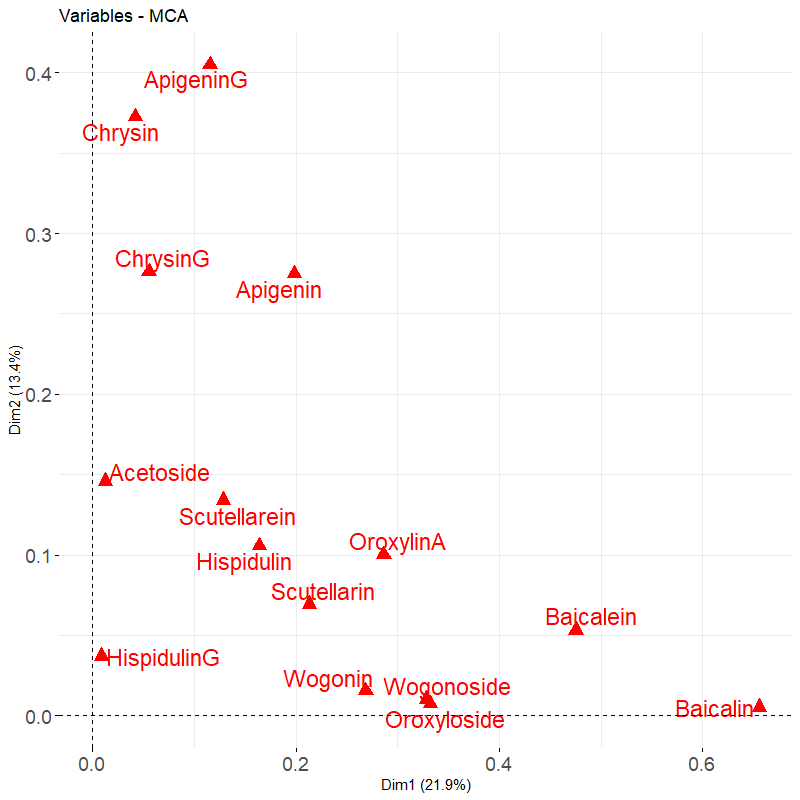 Variables - MCA
0.4
ApigeninG
Chrysin
0.3
ChrysinG
Apigenin
Dim2 (13.4%)
0.2
Acetoside
Scutellarein
OroxylinA
0.1
Hispidulin
Scutellarin
Baicalein
HispidulinG
Wogonin
Wogonoside
Baicalin
0.0
Oroxyloside
0.0
0.2
0.4
0.6
Dim1 (21.9%)